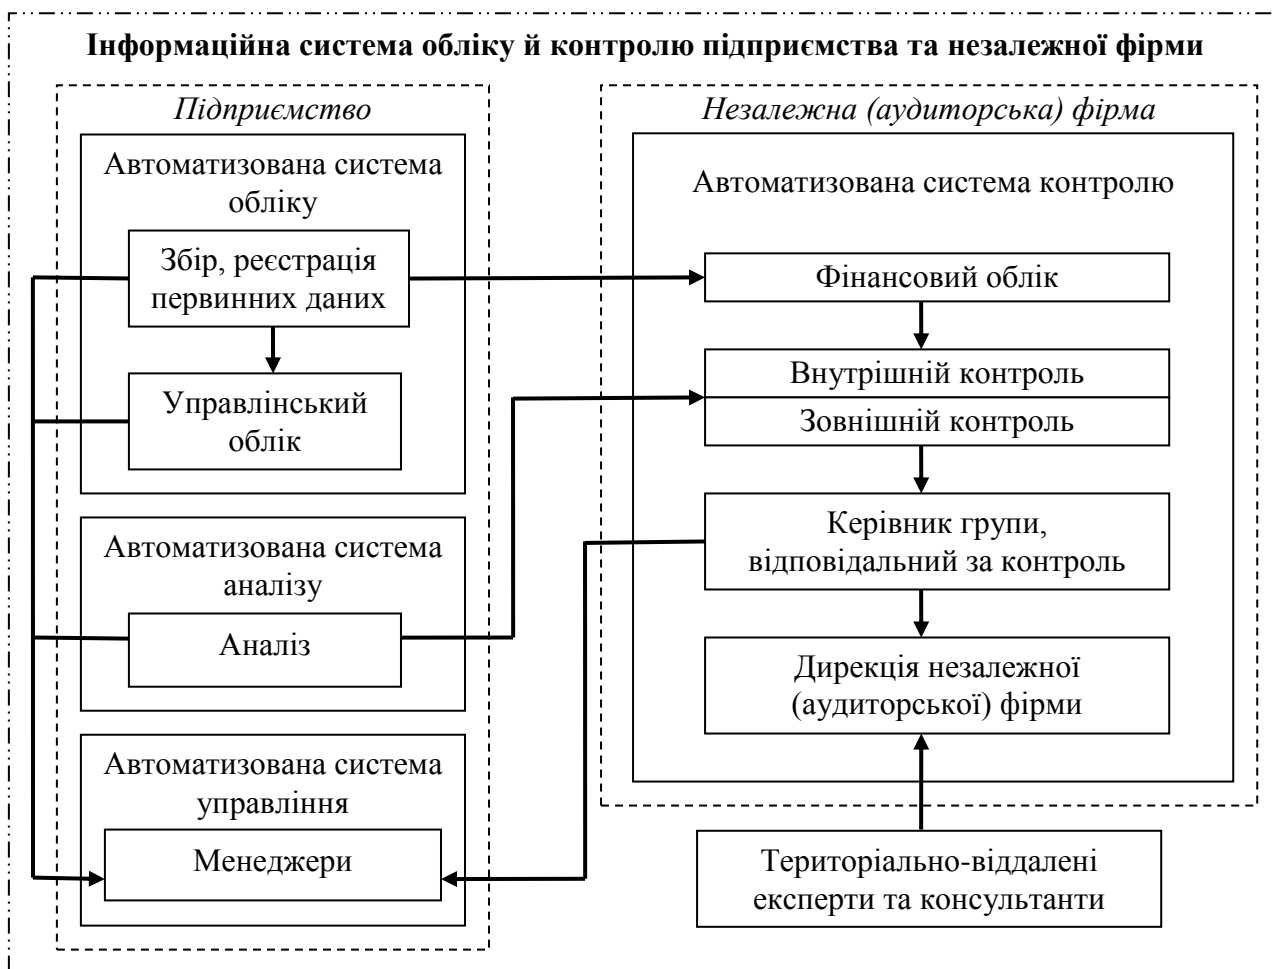 Інформаційна система обліку й контролю підприємства та незалежної фірми
Підприємство
Автоматизована система
обліку
Збір, реєстрація
первинних даних
Управлінський
облік
Автоматизована система
аналізу
Аналіз
Автоматизована система
управління
Менеджери
Незалежна (аудиторська) фірма
Автоматизована система контролю
Фінансовий облік
Внутрішній контроль
Зовнішній контроль
Керівник групи,
відповідальний за контроль
Дирекція незалежної
(аудиторської) фірми
Територіально-віддалені
експерти та консультанти